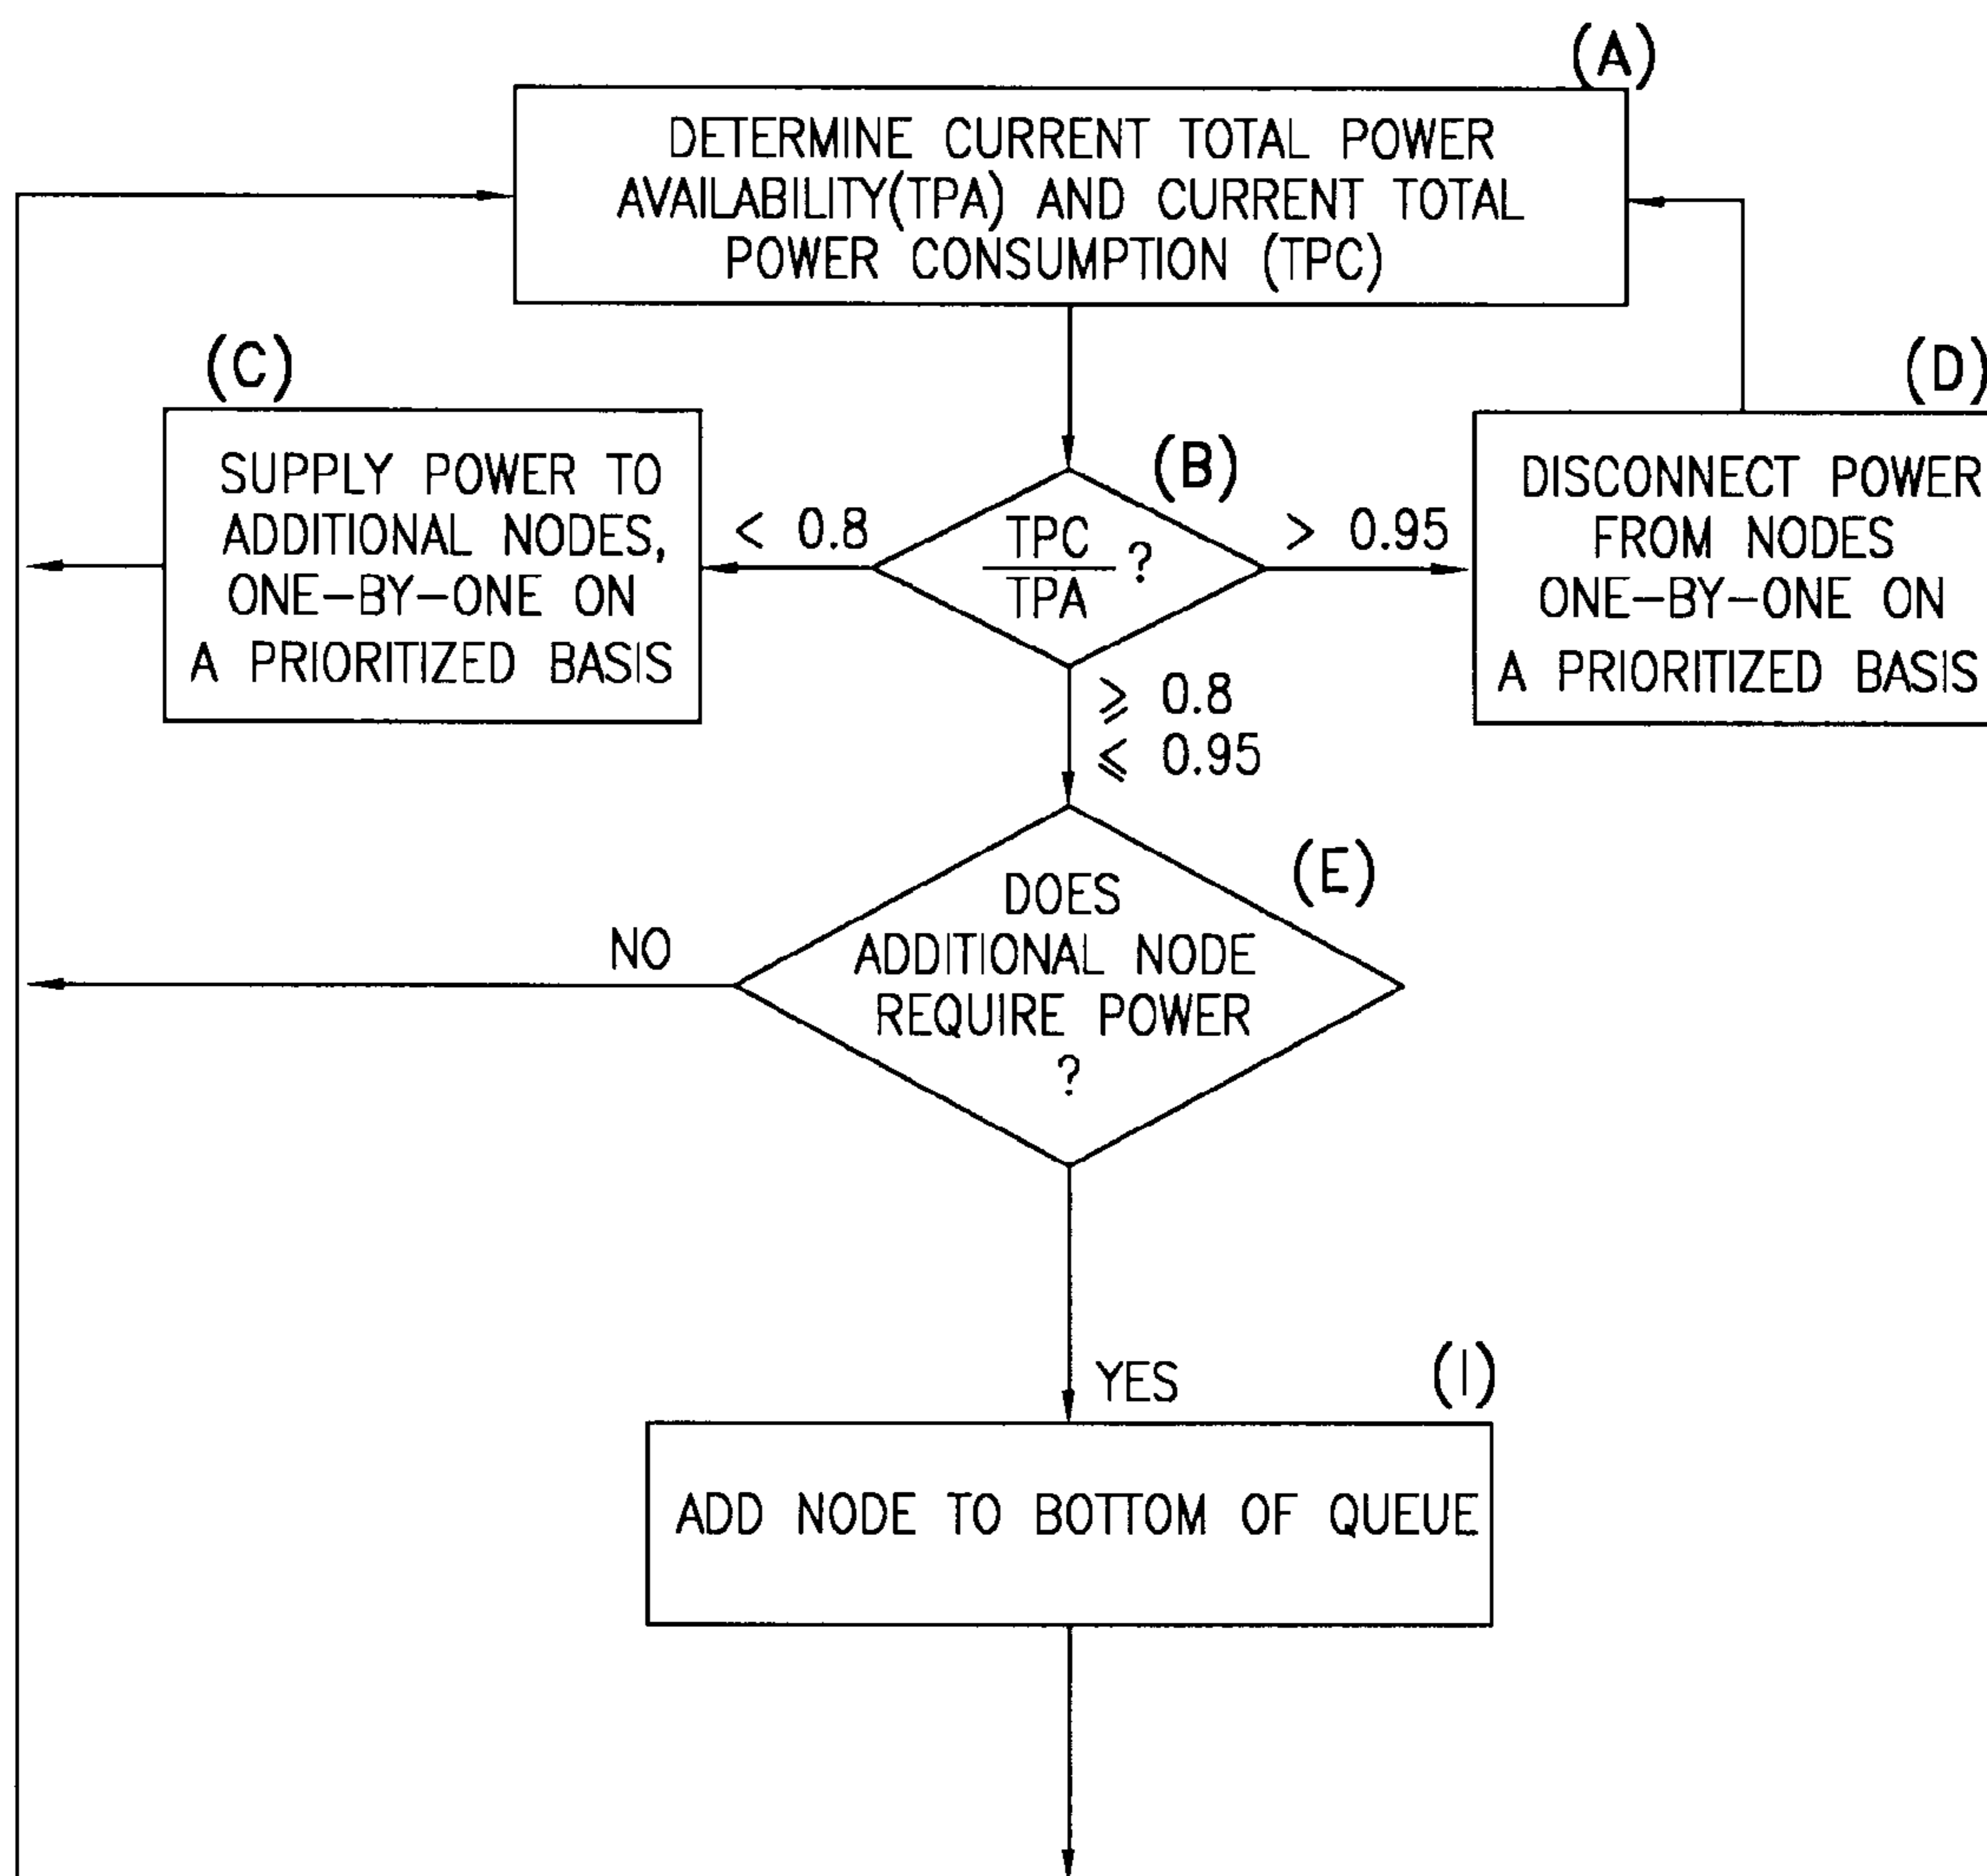 (A)
DETERMINE CURRENT TOTAL POWER
AVAILABILITY(TPA) AND CURRENT TOTAL
POWER CONSUMPTION (TPC)
(C)
SUPPLY POWER TO
ADDITIONAL NODES,
ONE-BY-ONE ON
A PRIORITIZED BASIS
< 0.8
(B)
TPC
TPA
?
> 0.95
(D)
DISCONNECT POWER
FROM NODES
ONE-BY-ONE ON
A PRIORITIZED BASIS
⩾ 0.8
⩽ 0.95
(E)
DOES
ADDITIONAL NODE
REQUIRE POWER
?
NO
YES
(I)
ADD NODE TO BOTTOM OF QUEUE